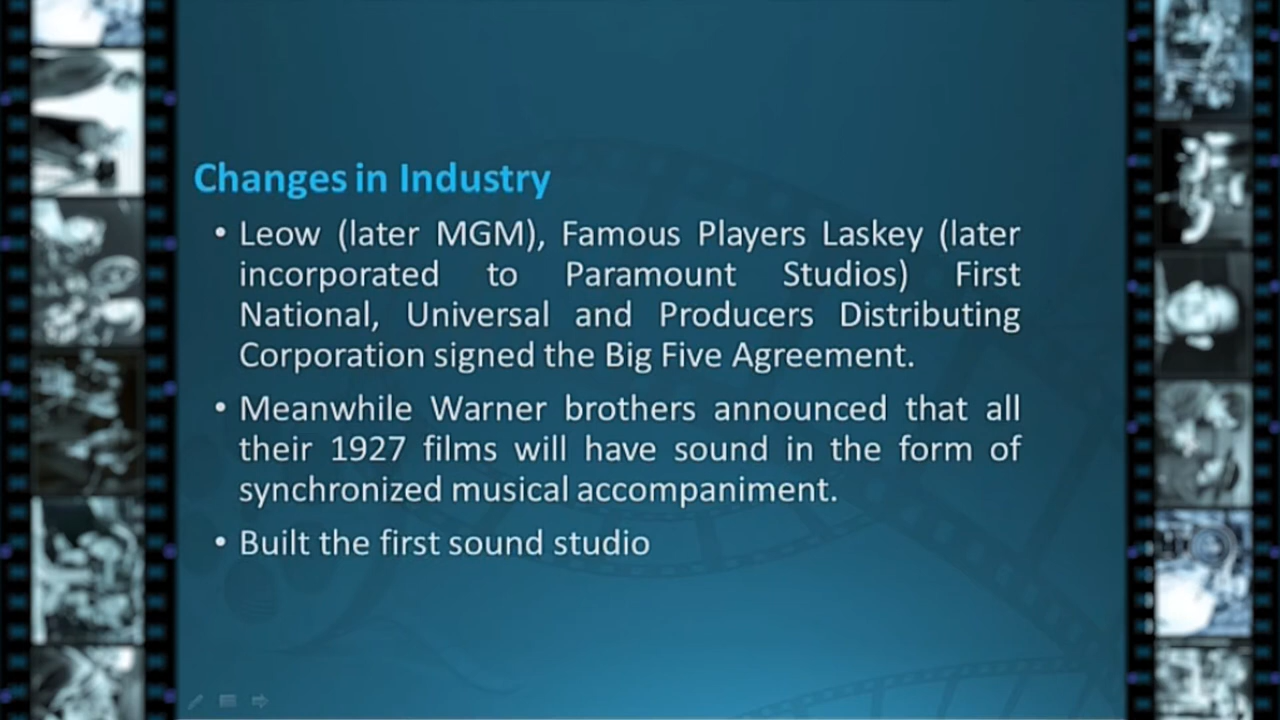 Changes in Industry
• Leow (later MGM), Famous Players Laskey (later
incorporated to Paramount Studios) First
National, Universal and Producers Distributing
Corporation signed the Big Five Agreement.
• Meanwhile Warner brothers announced that all
their 1927 films will have sound in the form of
synchronized musical accompaniment.
• Built the first sound studio